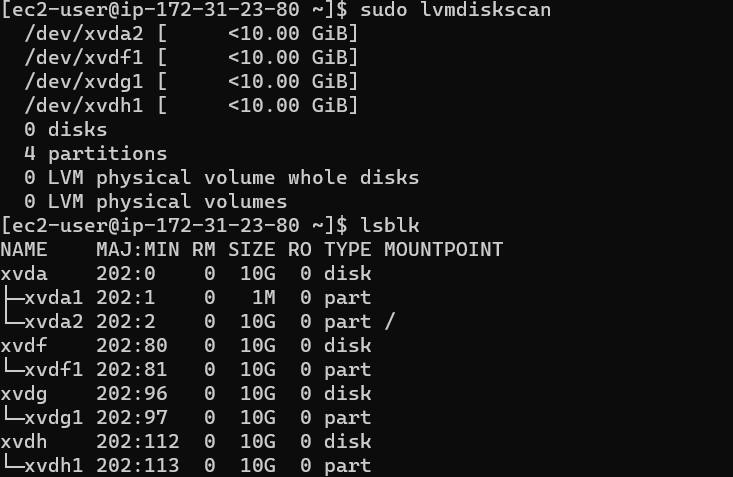 [ec2-user@ip-172-31-23-80 ~]$ sudo lvmdiskscan
  /dev/xvda2 [     <10.00 GiB]
  /dev/xvdf1 [     <10.00 GiB]
  /dev/xvdg1 [     <10.00 GiB]
  /dev/xvdh1 [     <10.00 GiB]
  0 disks
  4 partitions
  0 LVM physical volume whole disks
  0 LVM physical volumes
[ec2-user@ip-172-31-23-80 ~]$ lsblk
NAME    MAJ:MIN RM SIZE RO TYPE MOUNTPOINT
xvda    202:0    0  10G  0 disk
├─xvda1 202:1    0   1M  0 part
└─xvda2 202:2    0  10G  0 part /
xvdf    202:80   0  10G  0 disk
└─xvdf1 202:81   0  10G  0 part
xvdg    202:96   0  10G  0 disk
└─xvdg1 202:97   0  10G  0 part
xvdh    202:112  0  10G  0 disk
└─xvdh1 202:113  0  10G  0 part